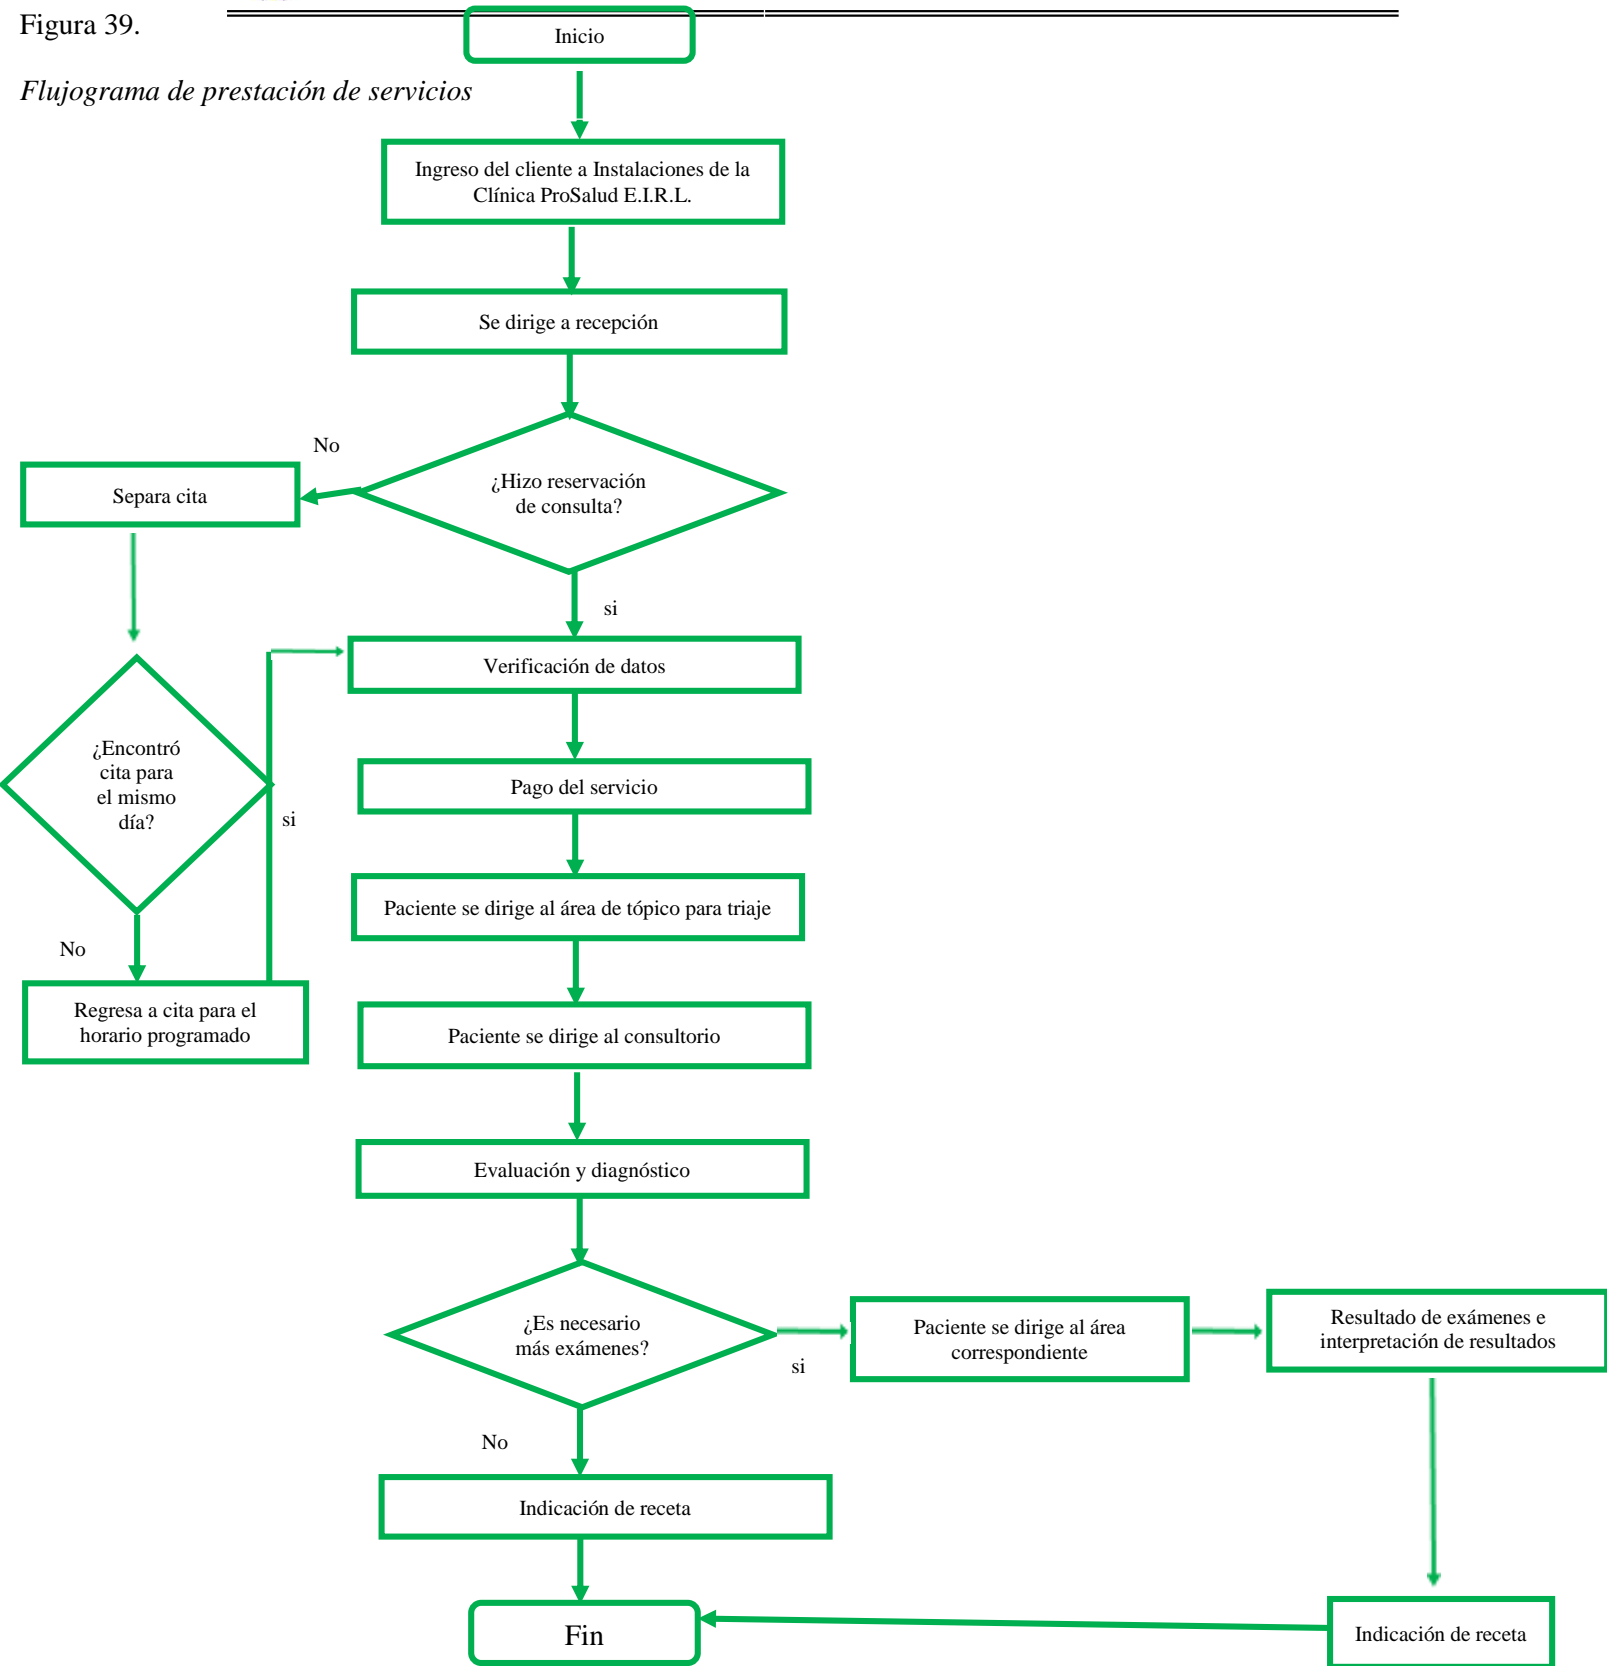 Figura 39.
Flujograma de prestación de servicios
Inicio
Ingreso del cliente a Instalaciones de la
Clínica ProSalud E.I.R.L.
Se dirige a recepción
¿Hizo reservación
de consulta?
No
Separa cita
si
¿Encontró
cita para
el mismo
día?
si
No
Regresa a cita para el
horario programado
Verificación de datos
Pago del servicio
Paciente se dirige al área de tópico para triaje
Paciente se dirige al consultorio
Evaluación y diagnóstico
¿Es necesario
más exámenes?
si
Paciente se dirige al área
correspondiente
Resultado de exámenes e
interpretación de resultados
No
Indicación de receta
Indicación de receta
Fin